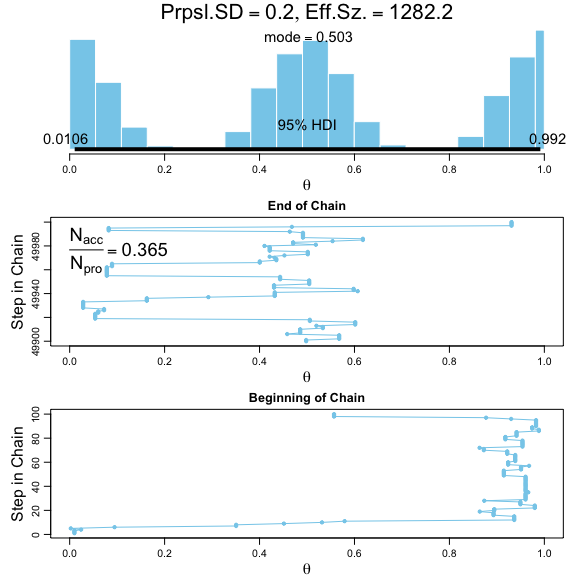 Prpsl.SD = 0.2, Eff.Sz. = 1282.2
mode = 0.503
95% HDI
0.0106 0.992
0.0 0.2 0.4 0.6 0.8 1.0
θ
End of Chain
Step in Chain
49900 49940 49980
Nacc
Npro
= 0.365
0.0 0.2 0.4 0.6 0.8 1.0
θ
Beginning of Chain
Step in Chain
0 20 40 60 80 100
0.0 0.2 0.4 0.6 0.8 1.0
θ